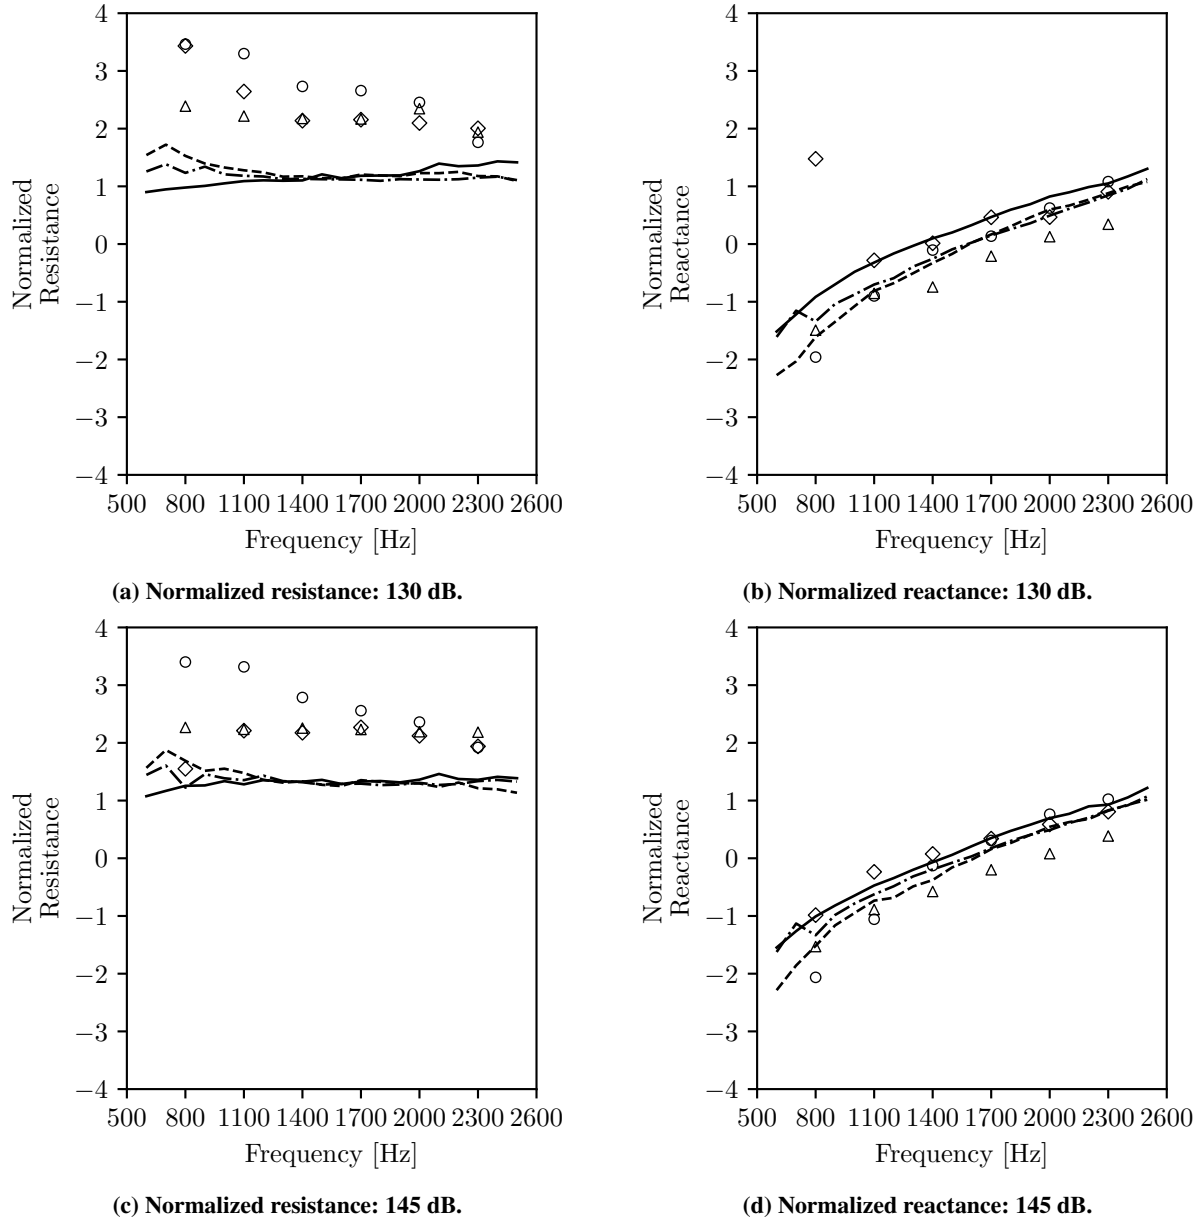 4
3
2
1
0
−1
−2
−3
−4
Normalized
Resistance
500 800 1100 1400 1700 2000 2300 2600
Frequency [Hz]
(a) Normalized resistance: 130 dB.
4
3
2
1
0
−1
−2
−3
−4
Normalized
Reactance
500 800 1100 1400 1700 2000 2300 2600
Frequency [Hz]
(b) Normalized reactance: 130 dB.
4
3
2
1
0
−1
−2
−3
−4
Normalized
Resistance
500 800 1100 1400 1700 2000 2300 2600
Frequency [Hz]
(c) Normalized resistance: 145 dB.
4
3
2
1
0
−1
−2
−3
−4
Normalized
Reactance
500 800 1100 1400 1700 2000 2300 2600
Frequency [Hz]
(d) Normalized reactance: 145 dB.